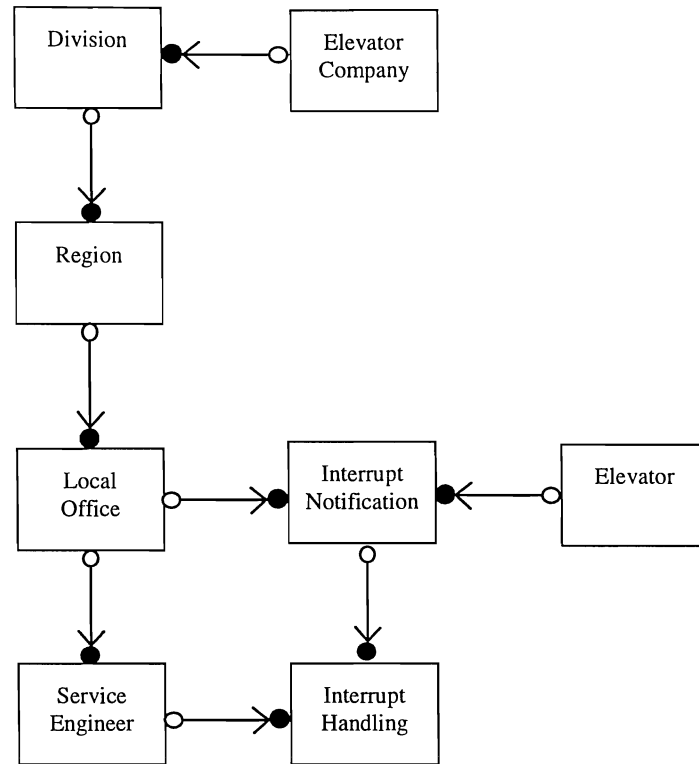 Division
Elevator
Company
Region
Local
Office
Interrupt
Notification
Elevator
Service
Engineer
Interrupt
Handling